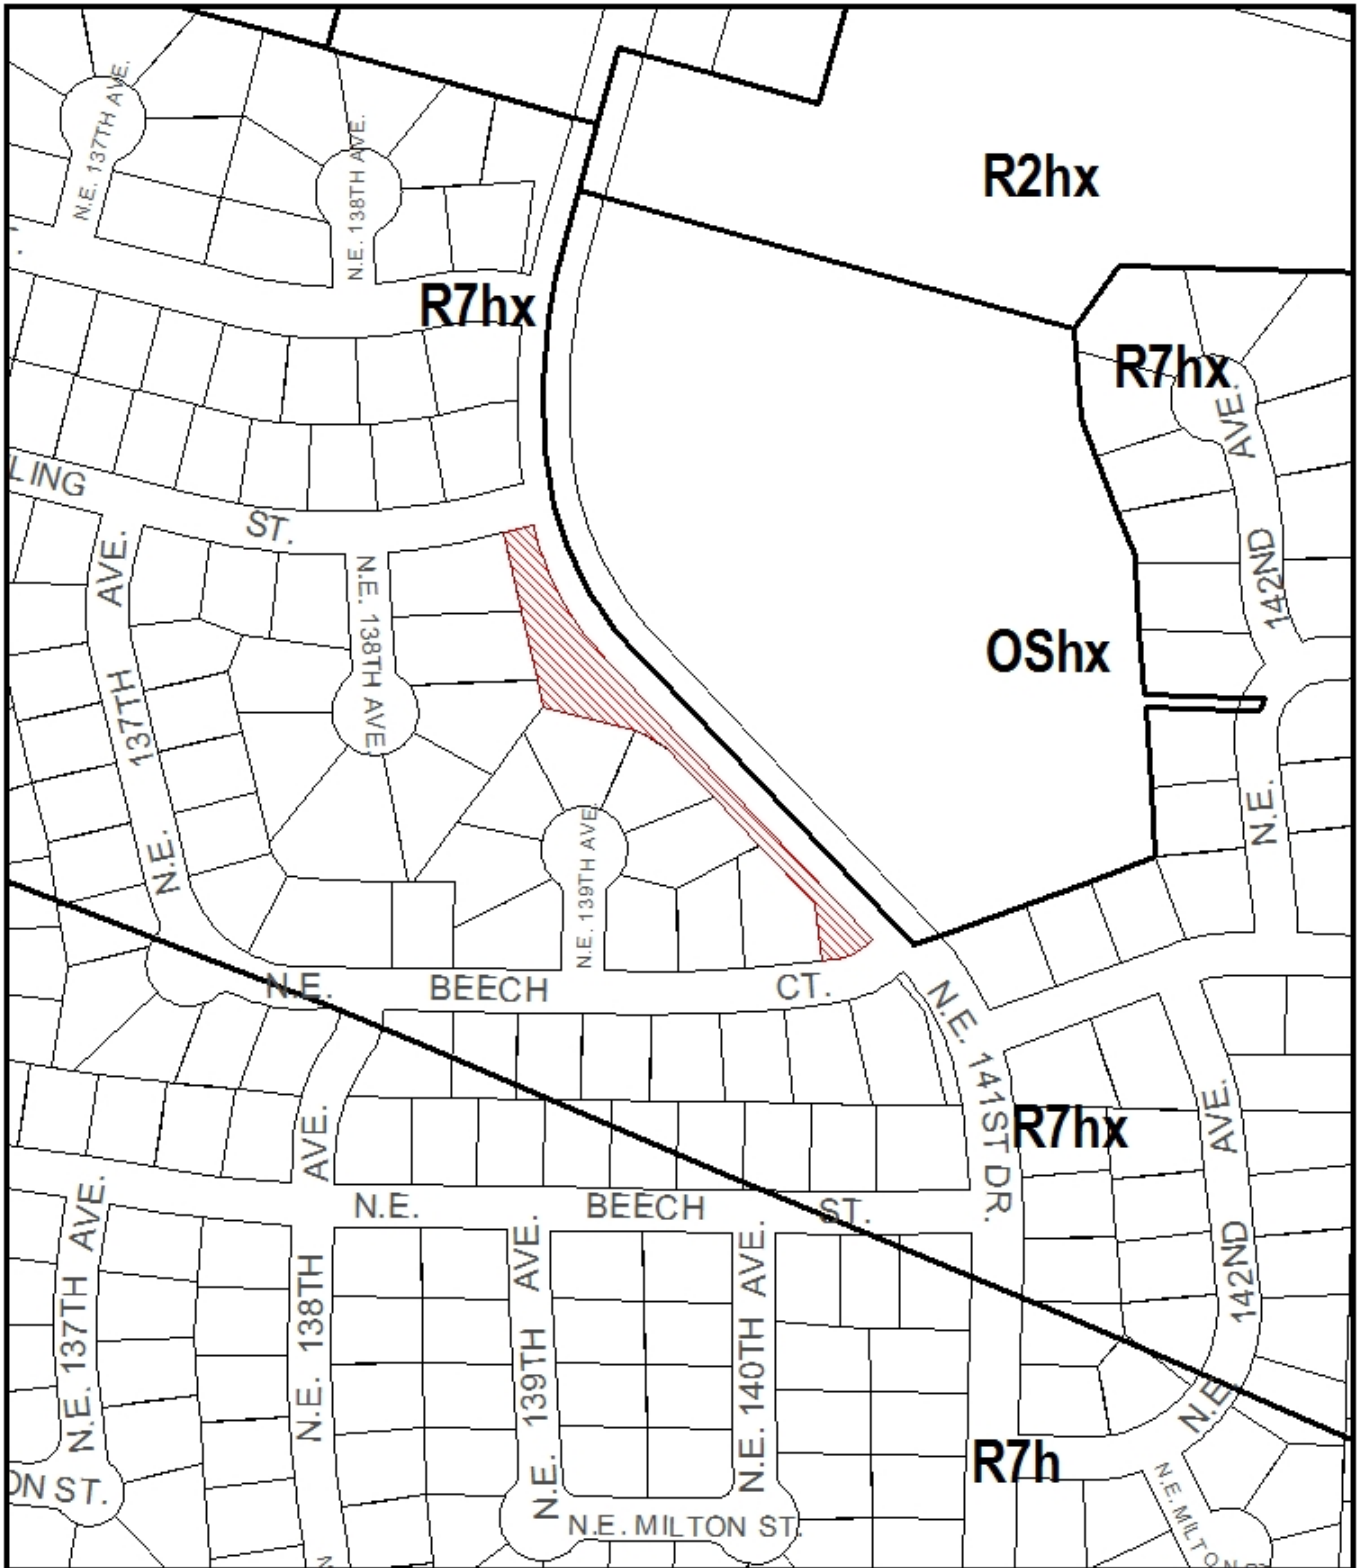 N.E. 137TH AVE.
N.E. 138TH AVE.
R2hx
R7hx
R7hx
AVE.
142ND
N.E.
LING
ST.
AVE.
137TH
N.E.
N.E. 138TH AVE
OShx
N.E. 139TH AVE
N.E. BEECH CT.
N.E. 141ST DR.
R7hx
AVE.
142ND
N.E.
AVE.
138TH
N.E.
N.E. BEECH ST.
N.E. 137TH AVE.
N.E. 139TH AVE.
N.E. 140TH AVE.
R7h
ON ST.
N.E. MILTON ST.
N.E. MILTON
N